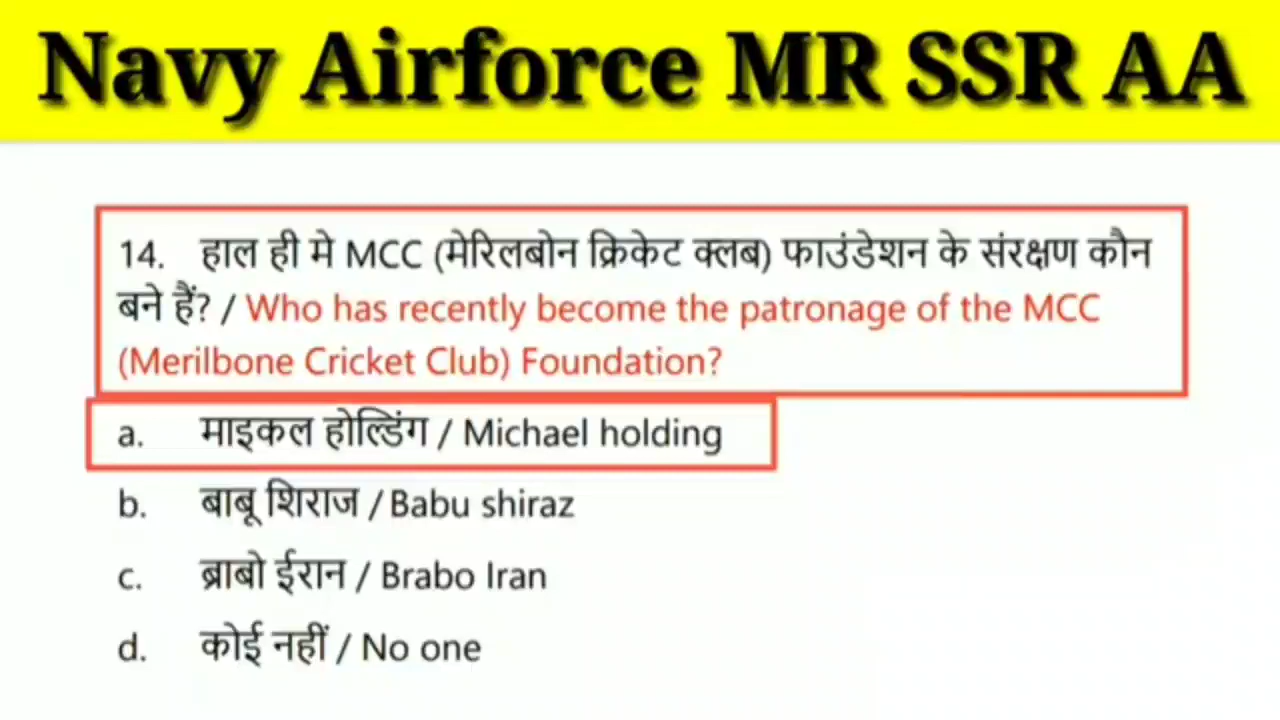 Navy Airforce MR SSR AA
14. हाल ही मे MCC (मेरिलबोन क्रिकेट क्लब) फाउंडेशन के संरक्षण कौन
बने हैं? / Who has recently become the patronage of the MCC
(Merilbone Cricket Club) Foundation?
a. माइकल होल्डिंग / Michael holding
b. बाबू शिराज / Babu shiraz
c. ब्राबो ईरान / Brabo Iran
d. कोई नहीं / No one